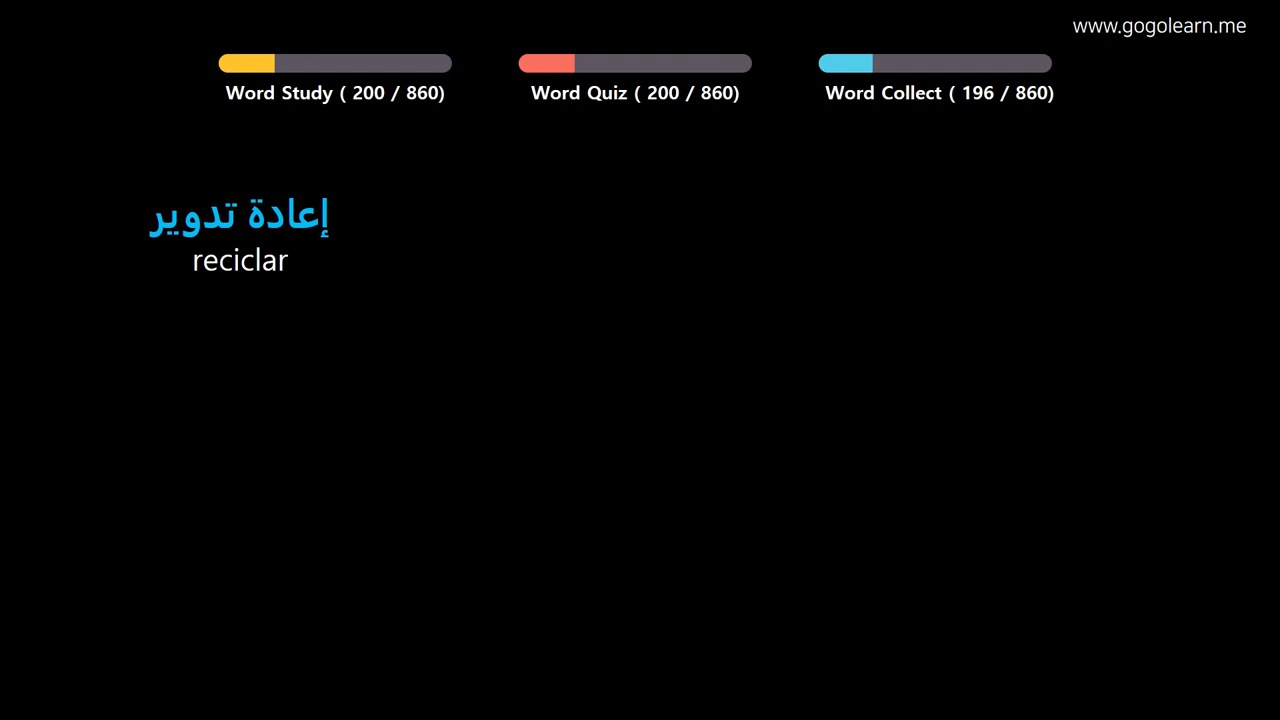 www.gogolearn.me
Word Study ( 200 / 860)
Word Quiz ( 200 / 860)
Word Collect ( 196 / 860)
إعادة تدوير
reciclar